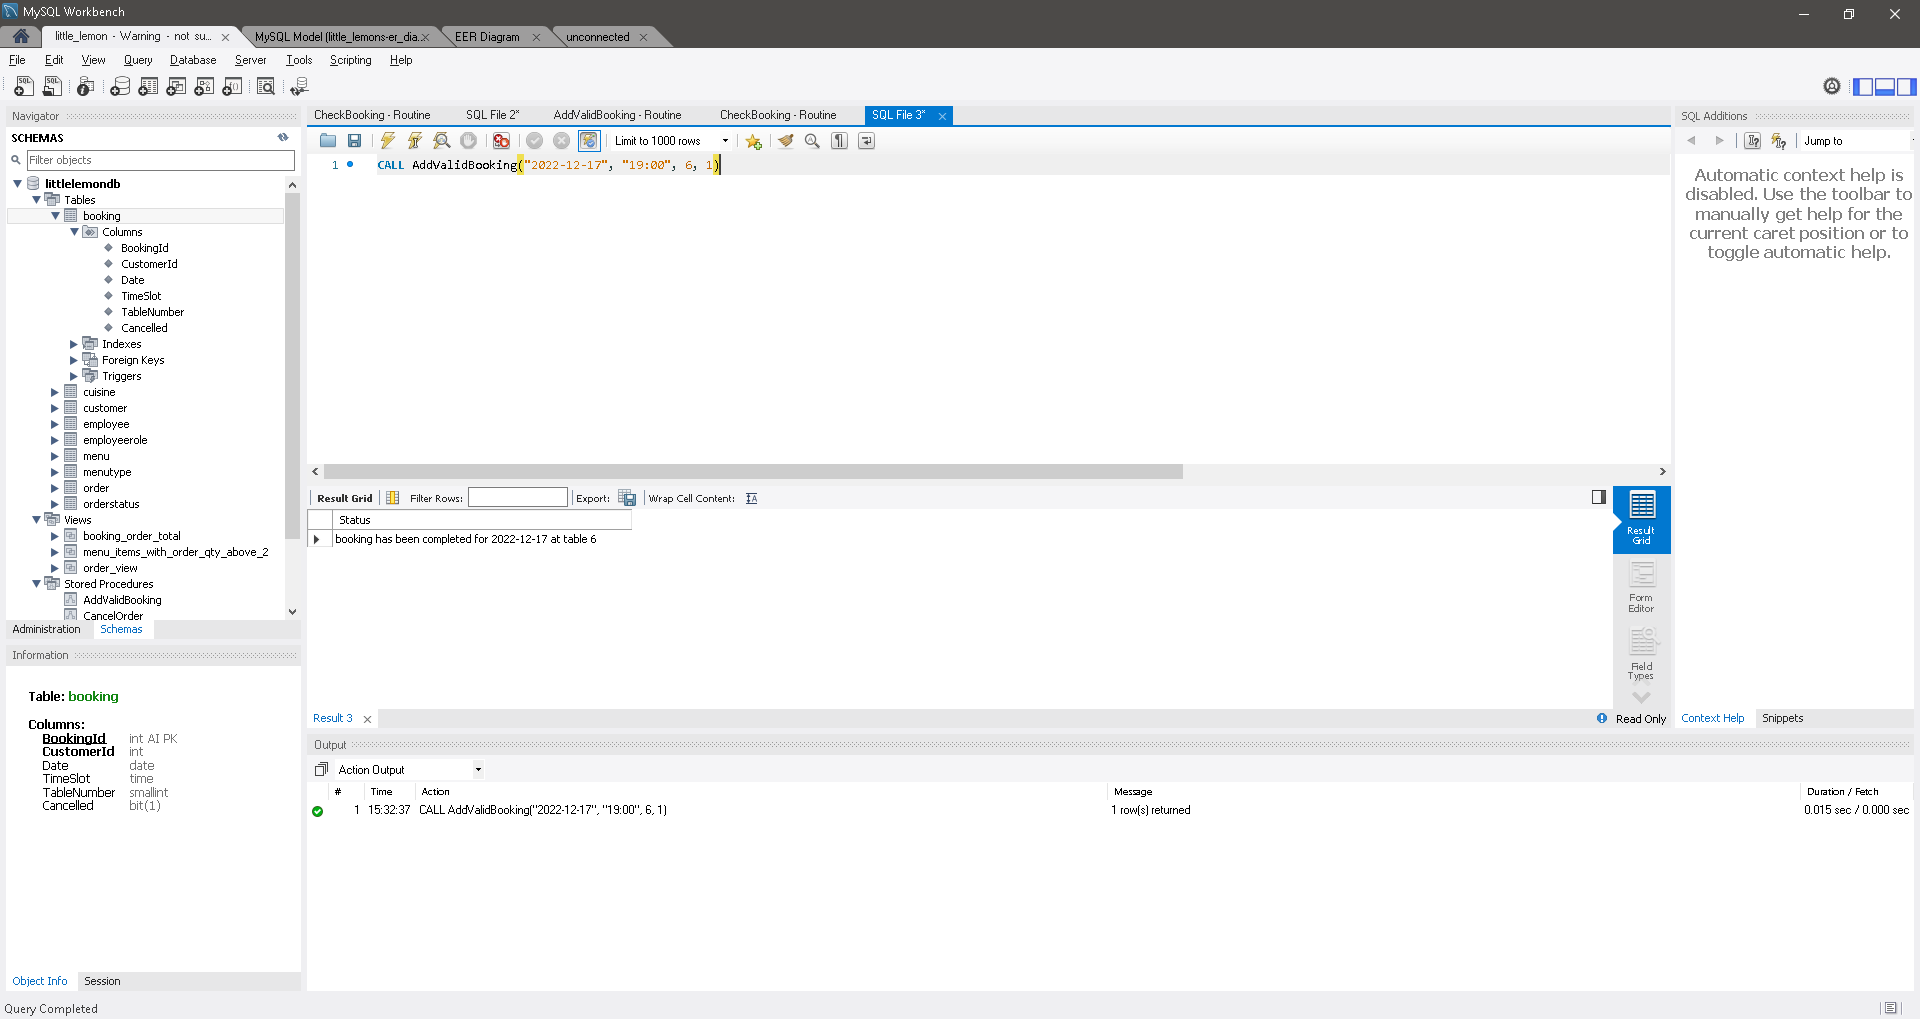 MySQL Workbench
little_lemon - Warning - not su...
MySQL Model (little_lemons-er_dia...
EER Diagram
unconnected
File Edit View Query Database Server Tools Scripting Help
Navigator
SCHEMAS
Filter objects
littlelemondb
Tables
booking
Columns
BookingId
CustomerId
Date
TimeSlot
TableNumber
Cancelled
Indexes
Foreign Keys
Triggers
cuisine
customer
employee
employeerole
menu
menutype
order
orderstatus
Views
booking_order_total
menu_items_with_order_qty_above_2
order_view
Stored Procedures
AddValidBooking
CancelOrder
Administration Schemas
Information
Table: booking
Columns:
BookingId int AI PK
CustomerId int
Date date
TimeSlot time
TableNumber smallint
Cancelled bit(1)
Object Info Session
Query Completed
CheckBooking - Routine
SQL File 2*
AddValidBooking - Routine
CheckBooking - Routine
SQL File 3*
Limit to 1000 rows
1 CALL AddValidBooking("2022-12-17", "19:00", 6, 1)
Result Grid Filter Rows: Export: Wrap Cell Content:
Status
booking has been completed for 2022-12-17 at table 6
Result Grid
Form Editor
Field Types
Result 3
Read Only
Output
Action Output
# Time Action Message Duration / Fetch
1 15:32:37 CALL AddValidBooking("2022-12-17", "19:00", 6, 1) 1 row(s) returned 0.015 sec / 0.000 sec
SQL Additions
Jump to
Automatic context help is
disabled. Use the toolbar to
manually get help for the
current caret position or to
toggle automatic help.
Context Help Snippets